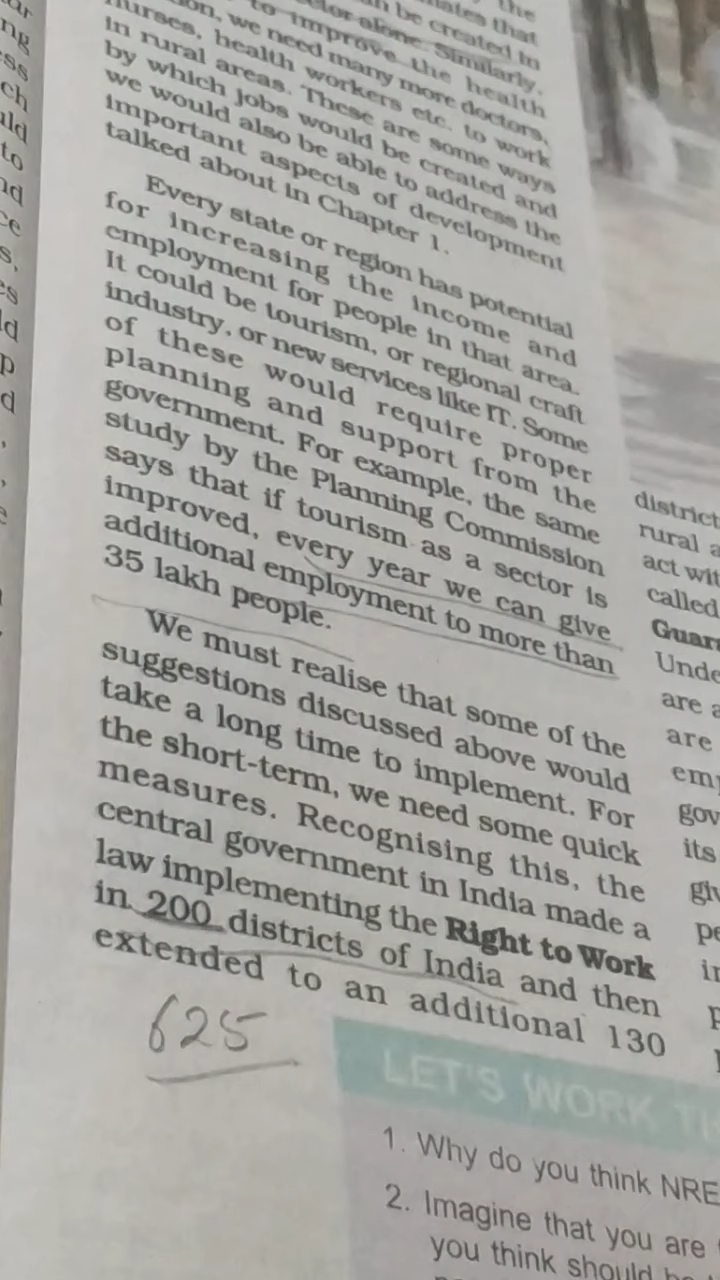 the
ates that
n be created in
ctor alone. Similarly,
to improve the health
on, we need many more doctors,
nurses, health workers etc. to work
in rural areas. These are some ways
by which jobs would be created and
we would also be able to address the
important aspects of development
talked about in Chapter 1.
Every state or region has potential
for increasing the income and
employment for people in that area.
It could be tourism, or regional craft
industry, or new services like IT. Some
of these would require proper
planning and support from the
government. For example, the same
study by the Planning Commission
says that if tourism as a sector is
improved, every year we can give
additional employment to more than
35 lakh people.
We must realise that some of the
suggestions discussed above would
take a long time to implement. For
the short-term, we need some quick
measures. Recognising this, the
central government in India made a
law implementing the Right to Work
in 200 districts of India and then
extended to an additional 130
625
district
rural a
act wit
called
Guar
Unde
are a
are
emp
gov
its
giv
pe
in
LET'S WORK T
1. Why do you think NRE
2. Imagine that you are
you think should be